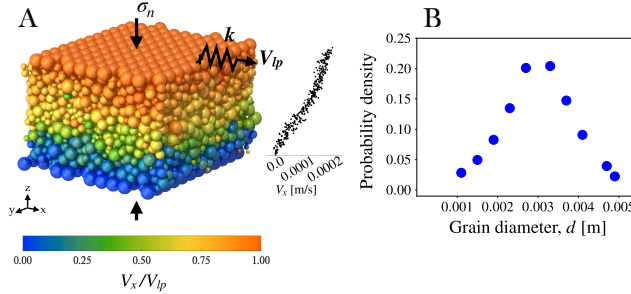 A
σn
k
Vlp
0.0
0.0001
0.0002
Vx [m/s]
z
y
x
0.00
0.25
0.50
0.75
1.00
Vx/Vlp
B
Probability density
0.25
0.20
0.15
0.10
0.05
0.00
0.001
0.002
0.003
0.004
0.005
Grain diameter, d [m]